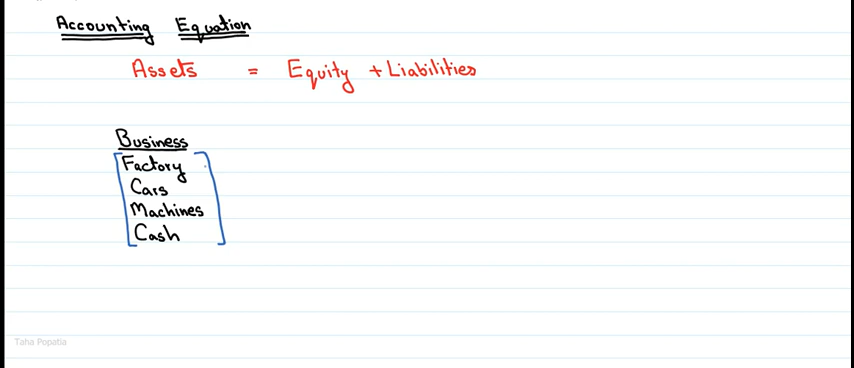 Accounting Equation
Assets = Equity + Liabilities
Business
Factory
Cars
Machines
Cash
Taha Popatia